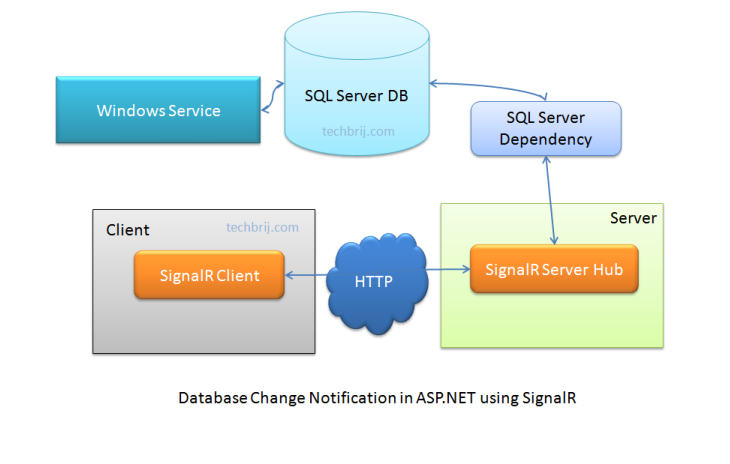 SQL Server DB
techbrij.com
Windows Service
SQL Server
Dependency
Client
techbrij.com
SignalR Client
HTTP
Server
SignalR Server Hub
Database Change Notification in ASP.NET using SignalR